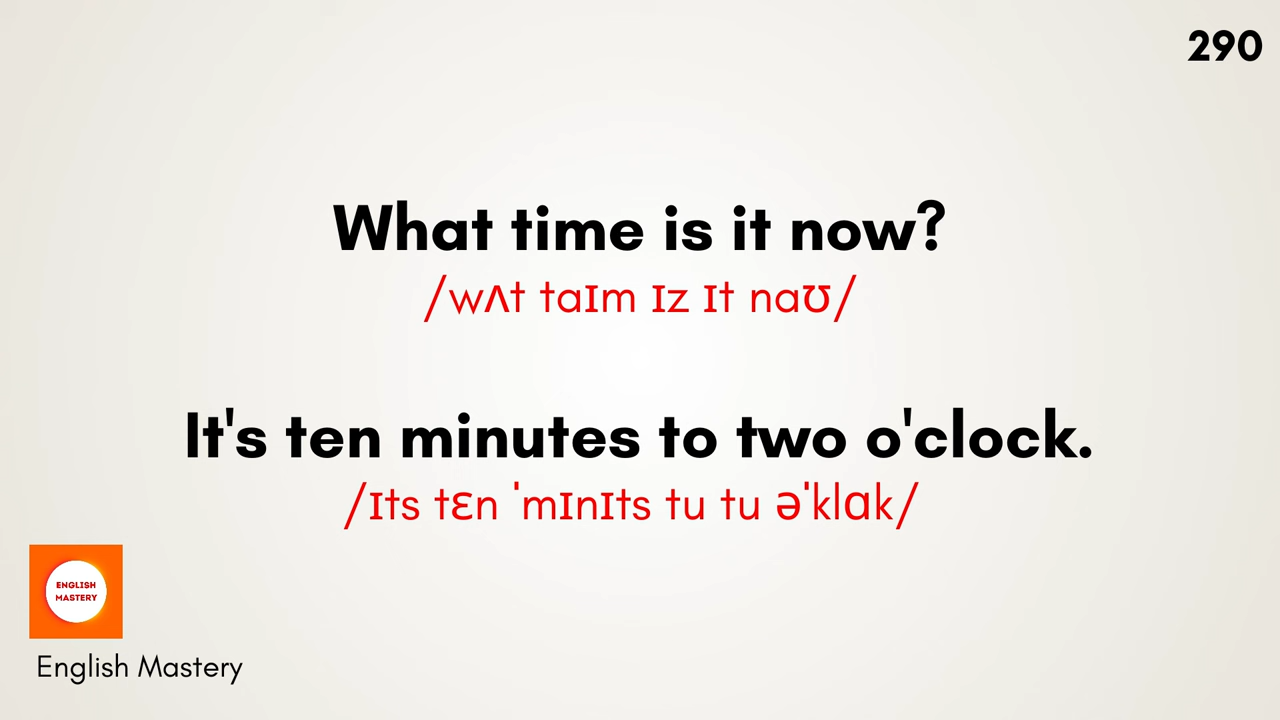 290
What time is it now?
/wʌt taɪm ɪz ɪt naʊ/
It's ten minutes to two o'clock.
/ɪts tɛn ˈmɪnɪts tu tu əˈklɑk/
ENGLISH
MASTERY
English Mastery